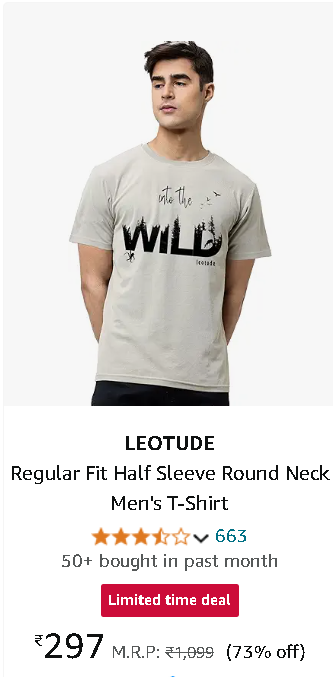 into the
WILD
leotude
LEOTUDE
Regular Fit Half Sleeve Round Neck
Men's T-Shirt
663
50+ bought in past month
Limited time deal
₹297 M.R.P: ₹1,099 (73% off)